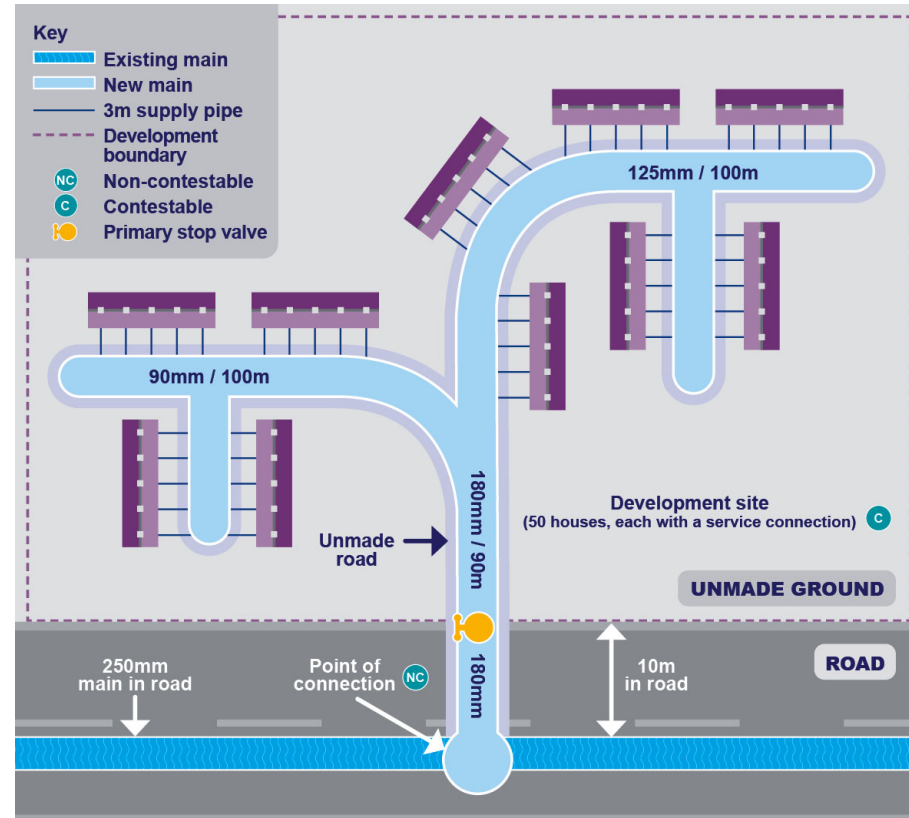 Key
Existing main
New main
3m supply pipe
Development
boundary
NC
Non-contestable
C
Contestable
Primary stop valve
125mm / 100m
90mm / 100m
180mm / 90m
Development site
(50 houses, each with a service connection)
C
Unmade
road
UNMADE GROUND
250mm
main in road
Point of
connection
NC
180mm
10m
in road
ROAD